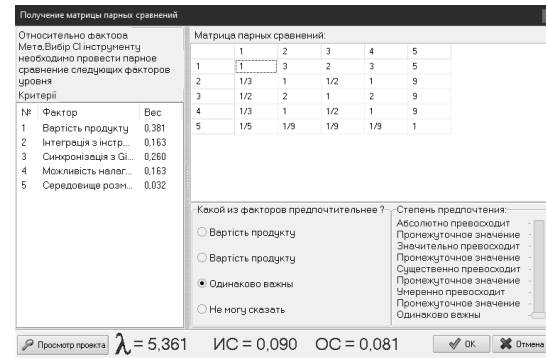 Получение матрицы парных сравнений
Относительно фактора
Мета.Вибір CI інструменту
необходимо провести парное
сравнение следующих факторов
уровня
Критерії
№ Фактор Вес
1 Вартість продукту 0,381
2 Інтеграція з інстр... 0,163
3 Синхронізація з Gi... 0,260
4 Можливість налаг... 0,163
5 Середовище розм... 0,032
Матрица парных сравнений:
1 2 3 4 5
1 1 3 2 3 5
2 1/3 1 1/2 1 9
3 1/2 2 1 2 9
4 1/3 1 1/2 1 9
5 1/5 1/9 1/9 1/9 1
Какой из факторов предпочтительнее ?
Вартість продукту
Вартість продукту
Одинаково важны
Не могу сказать
Степень предпочтения:
Абсолютно превосходит
Промежуточное значение
Значительно превосходит
Промежуточное значение
Существенно превосходит
Промежуточное значение
Умеренно превосходит
Промежуточное значение
Одинаково важны
Просмотр проекта λ = 5,361 ИС = 0,090 ОС = 0,081 OK Отмена